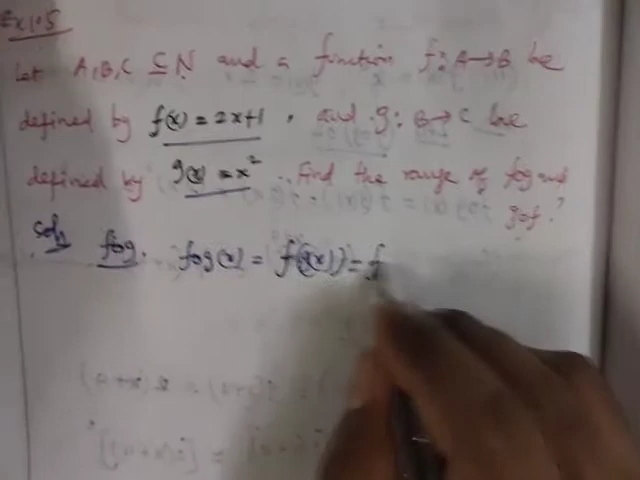 Ex 1.5
Let A,B,C ⊆ N and a function f: A→B be
defined by f(x) = 2x+1 , and g: B→C be
defined by g(x) = x² . Find the range of fog and
gof.?
Soln fog. fog(x) = f(g(x)) = f